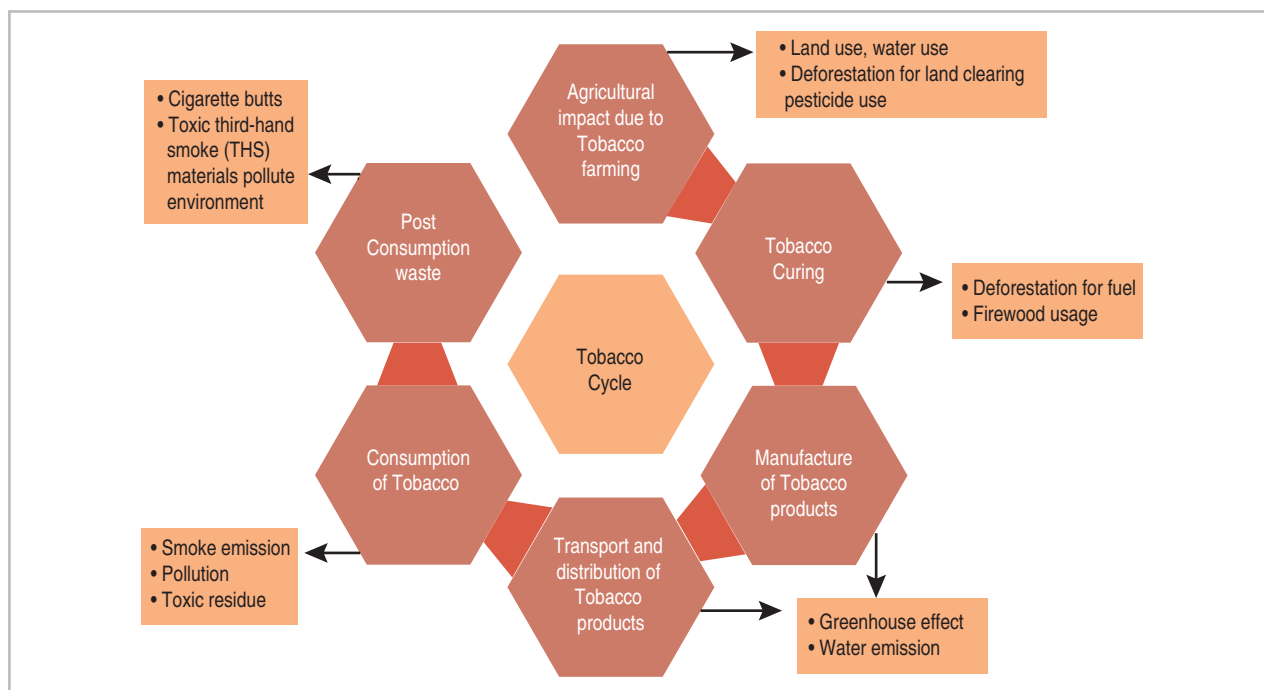 Agricultural
impact due to
Tobacco
farming
• Land use, water use
• Deforestation for land clearing
pesticide use
Tobacco
Curing
• Deforestation for fuel
• Firewood usage
Manufacture
of Tobacco
products
Transport and
distribution of
Tobacco
products
• Greenhouse effect
• Water emission
Consumption
of Tobacco
• Smoke emission
• Pollution
• Toxic residue
Post
Consumption
waste
• Cigarette butts
• Toxic third-hand
smoke (THS)
materials pollute
environment
Tobacco
Cycle